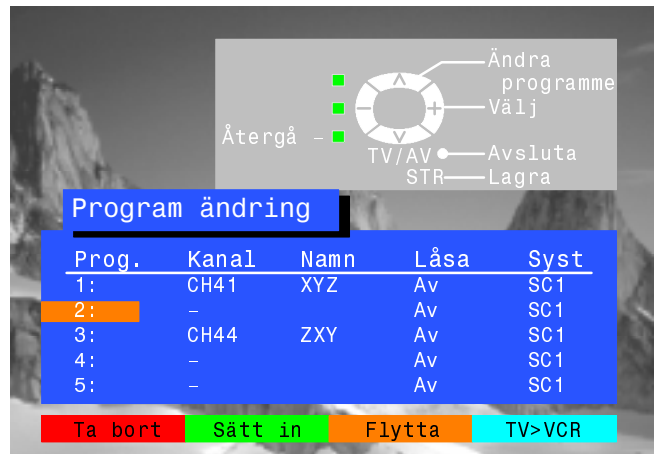 Ändra
programme
Välj
Återgå –
TV/AV Avsluta
STR Lagra
Program ändring
Prog. Kanal Namn Låsa Syst
1: CH41 XYZ Av SC1
2: – Av SC1
3: CH44 ZXY Av SC1
4: – Av SC1
5: – Av SC1
Ta bort Sätt in Flytta TV>VCR